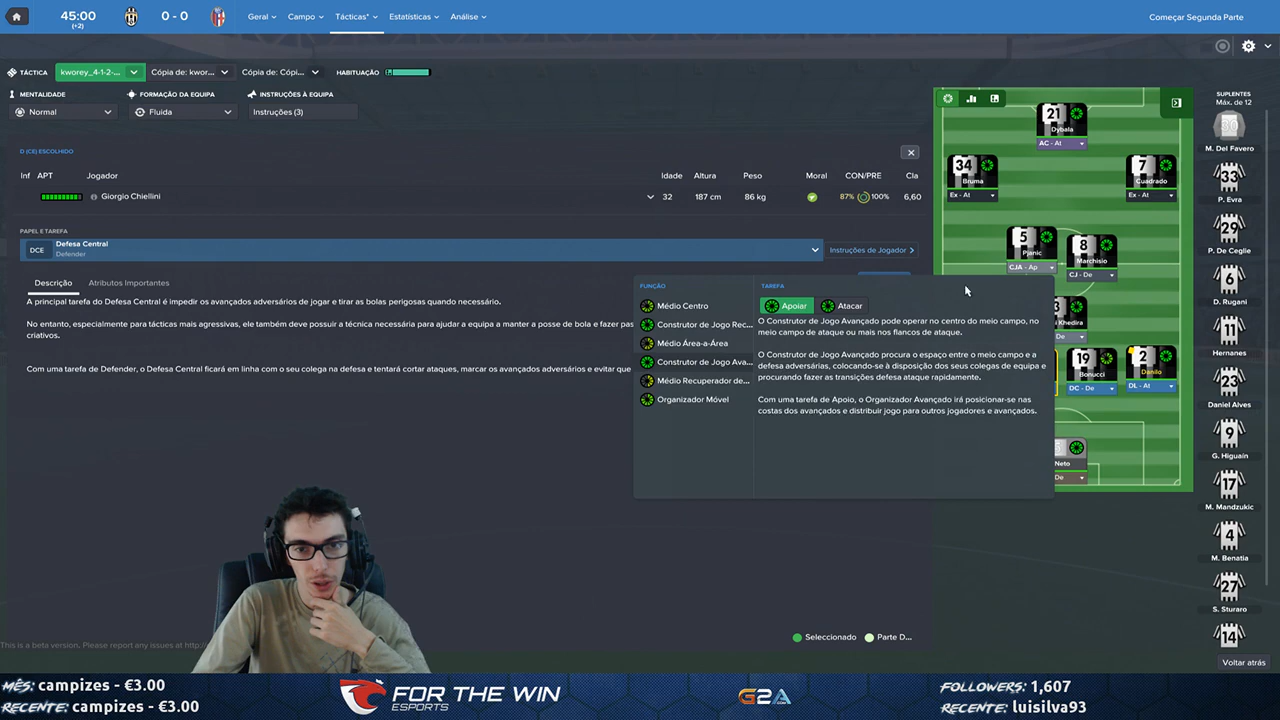 45:00
(+2)
0 - 0
Geral
Campo
Tácticas*
Estatísticas
Análise
Começar Segunda Parte
TÁCTICA
kworey_4-1-2-...
Cópia de: kwor...
Cópia de: Cópi...
HABITUAÇÃO
MENTALIDADE
FORMAÇÃO DA EQUIPA
INSTRUÇÕES À EQUIPA
Normal
Fluida
Instruções (3)
D (CE) ESCOLHIDO
Inf APT Jogador Idade Altura Peso Moral CON/PRE Cla
Giorgio Chiellini 32 187 cm 86 kg 87% 100% 6,60
PAPEL E TAREFA
DCE
Defesa Central
Defender
Instruções de Jogador
Descrição
Atributos Importantes
A principal tarefa do Defesa Central é impedir os avançados adversários de jogar e tirar as bolas perigosas quando necessário.
No entanto, especialmente para tácticas mais agressivas, ele também deve possuir a técnica necessária para ajudar a equipa a manter a posse de bola e fazer pas
criativos.
Com uma tarefa de Defender, o Defesa Central ficará em linha com o seu colega na defesa e tentará cortar ataques, marcar os avançados adversários e evitar que
FUNÇÃO
Médio Centro
Construtor de Jogo Rec...
Médio Área-a-Área
Construtor de Jogo Ava...
Médio Recuperador de...
Organizador Móvel
TAREFA
Apoiar
Atacar
O Construtor de Jogo Avançado pode operar no centro do meio campo, no
meio campo de ataque ou mais nos flancos de ataque.
O Construtor de Jogo Avançado procura o espaço entre o meio campo e a
defesa adversárias, colocando-se à disposição dos seus colegas de equipa e
procurando fazer as transições defesa ataque rapidamente.
Com uma tarefa de Apoio, o Organizador Avançado irá posicionar-se nas
costas dos avançados e distribuir jogo para outros jogadores e avançados.
21
Dybala
AC - At
34
Bruma
Ex - At
7
Cuadrado
Ex - At
5
Pjanic
CJA - Ap
8
Marchisio
CJ - De
Khedira
De
19
Bonucci
DC - De
2
Danilo
DL - At
Neto
De
SUPLENTES
Máx. de 12
30
M. Del Favero
33
P. Evra
29
P. De Ceglie
6
D. Rugani
11
Hernanes
23
Daniel Alves
9
G. Higuaín
17
M. Mandzukic
4
M. Benatia
27
S. Sturaro
14
Seleccionado
Parte D...
Voltar atrás
This is a beta version. Please report any issues at http:/
MÊS: campizes - €3.00
RECENTE: campizes - €3.00
FOR THE WIN
ESPORTS
G2A
.COM
FOLLOWERS: 1,607
RECENTE: luisilva93